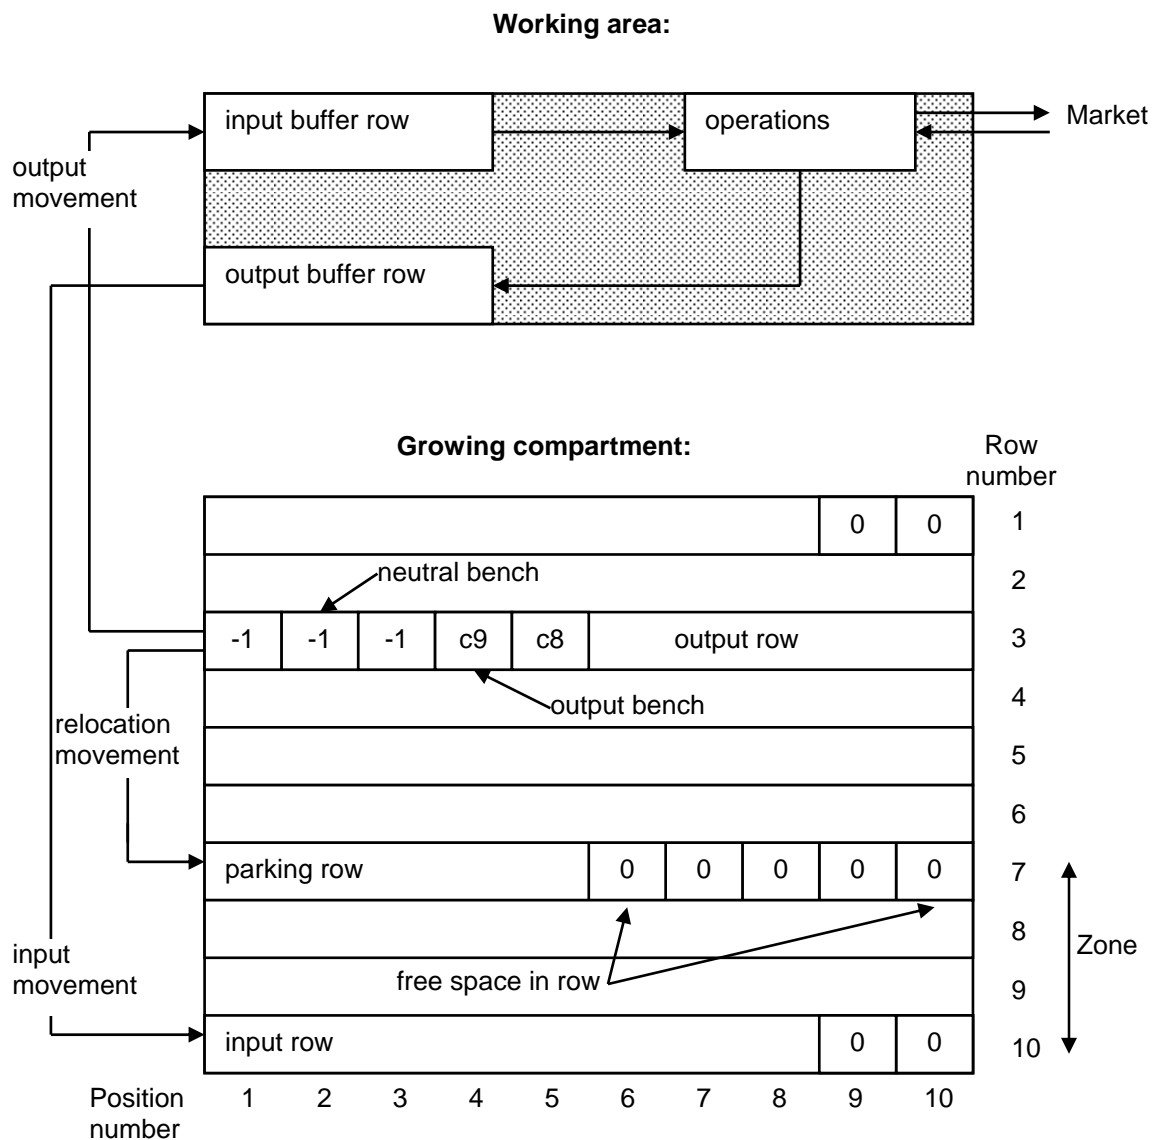 Working area:
input buffer row
operations
Market
output
movement
output buffer row
Growing compartment:
Row
number
0 0 1
neutral bench 2
-1 -1 -1 c9 c8 output row 3
4
output bench
relocation
movement
5
6
parking row 0 0 0 0 0 7
8
Zone
input
movement
free space in row 9
input row 0 0 10
Position
number
1 2 3 4 5 6 7 8 9 10